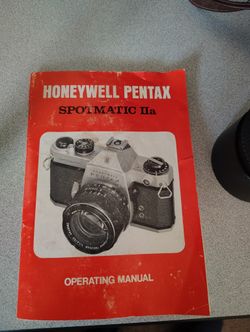 HONEYWELL PENTAX
SPOTMATIC IIa
OPERATING MANUAL